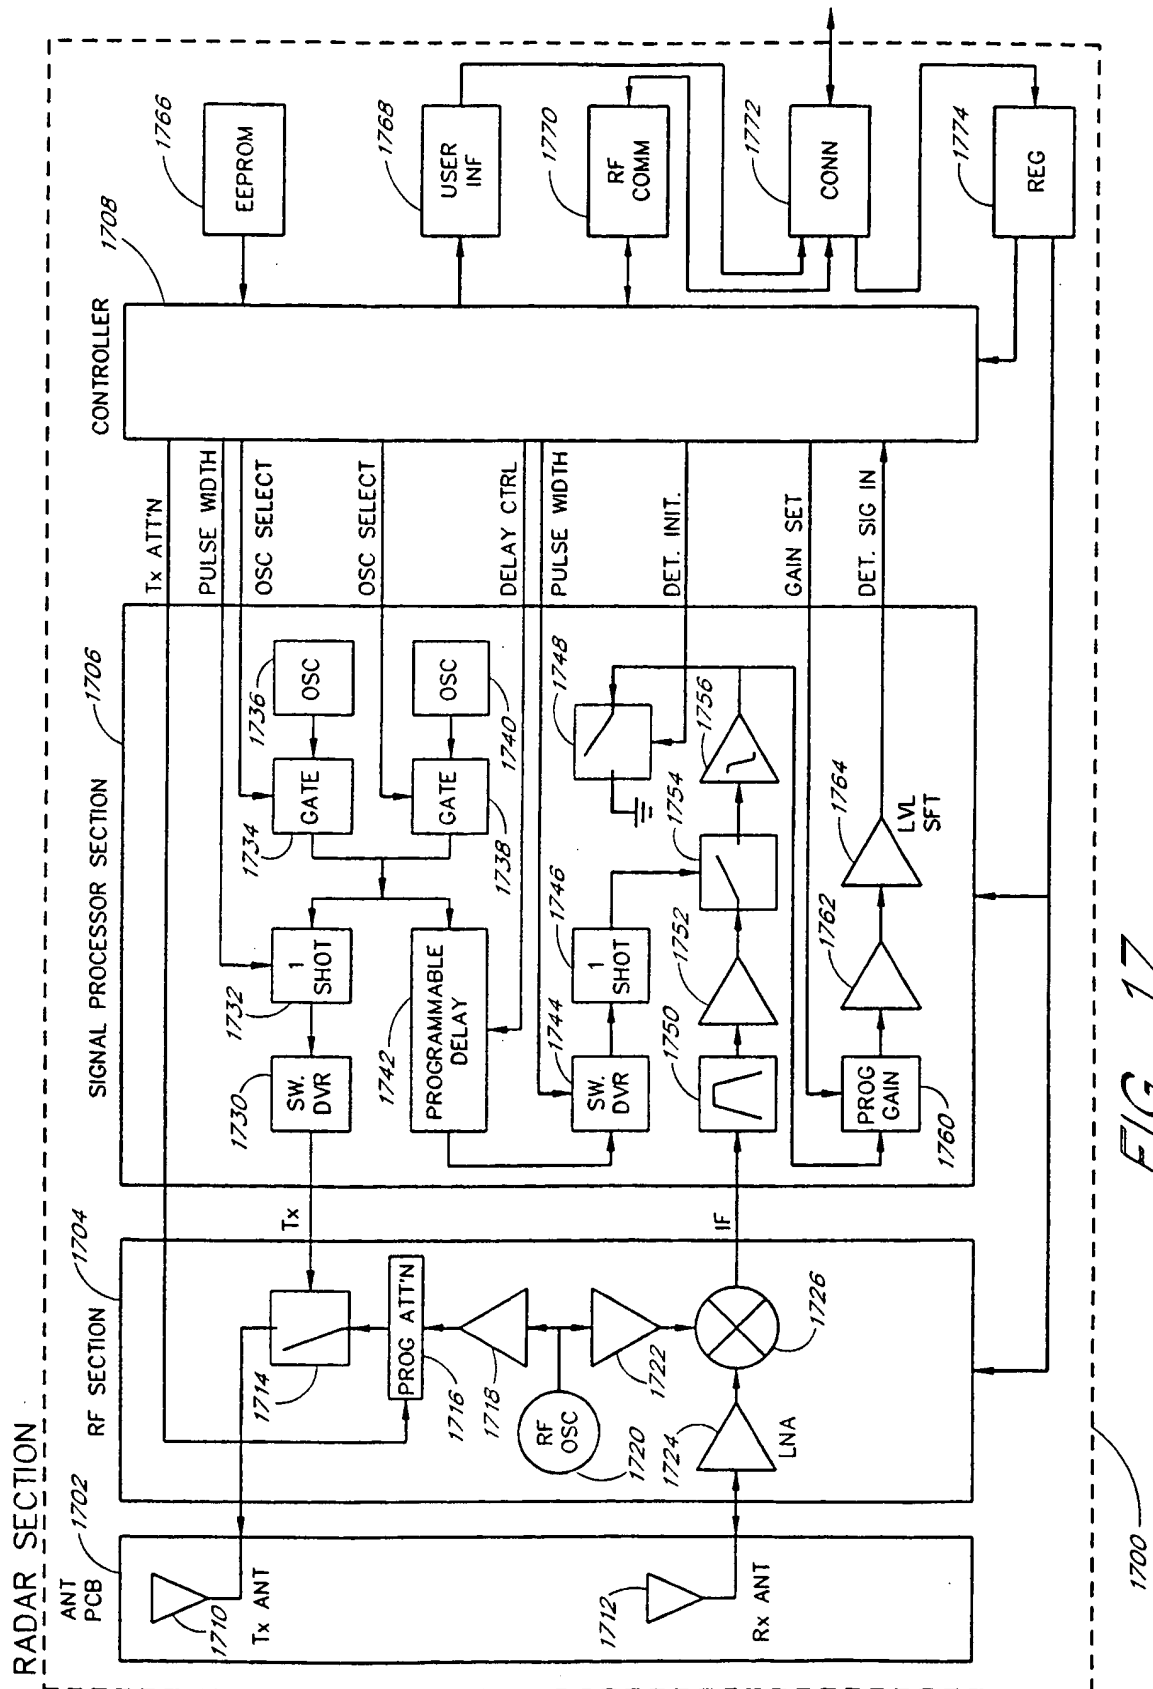 RADAR SECTION
ANT
PCB
1702
RF SECTION
1704
SIGNAL PROCESSOR SECTION
1706
CONTROLLER
1708
Tx ATT'N
PULSE WIDTH
OSC SELECT
OSC SELECT
DELAY CTRL
PULSE WIDTH
DET. INIT.
GAIN SET
DET. SIG IN
1710
Tx ANT
1712
Rx ANT
1714
PROG ATT'N
1716
1718
RF
OSC
1720
1722
1724
LNA
1726
Tx
IF
SW.
DVR
1730
1
SHOT
1732
GATE
1734
OSC
1736
GATE
1738
OSC
1740
PROGRAMMABLE
DELAY
1742
SW.
DVR
1744
1
SHOT
1746
1748
1750
1752
1754
1756
PROG
GAIN
1760
1762
1764
LVL
SFT
EEPROM
1766
USER
INF
1768
RF
COMM
1770
CONN
1772
REG
1774
1700
FIG. 17